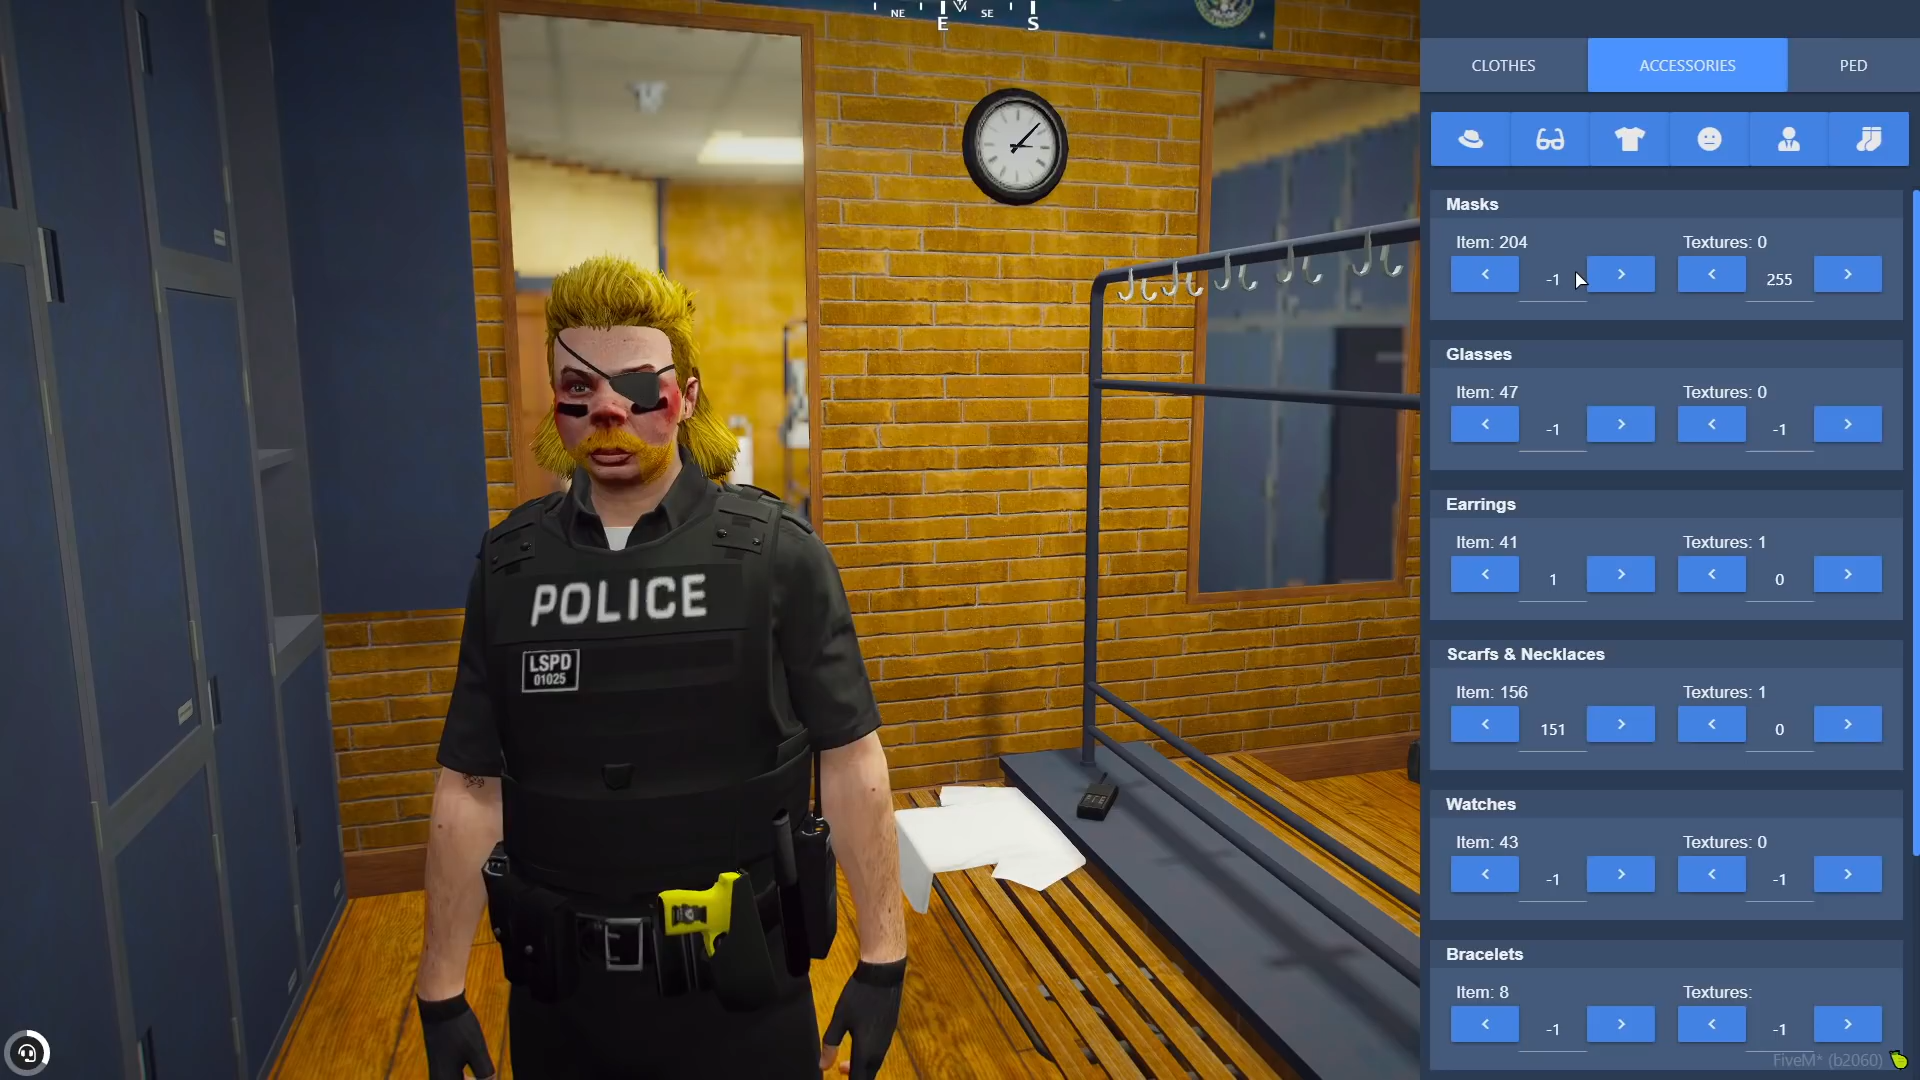 NE
SE
E
S
CLOTHES
ACCESSORIES
PED
Masks
Item: 204
Textures: 0
< -1 >
< 255 >
Glasses
Item: 47
Textures: 0
< -1 >
< -1 >
Earrings
Item: 41
Textures: 1
< 1 >
< 0 >
Scarfs & Necklaces
Item: 156
Textures: 1
< 151 >
< 0 >
Watches
Item: 43
Textures: 0
< -1 >
< -1 >
Bracelets
Item: 8
Textures:
< -1 >
< -1 >
FiveM* (b2060)
POLICE
LSPD
01025